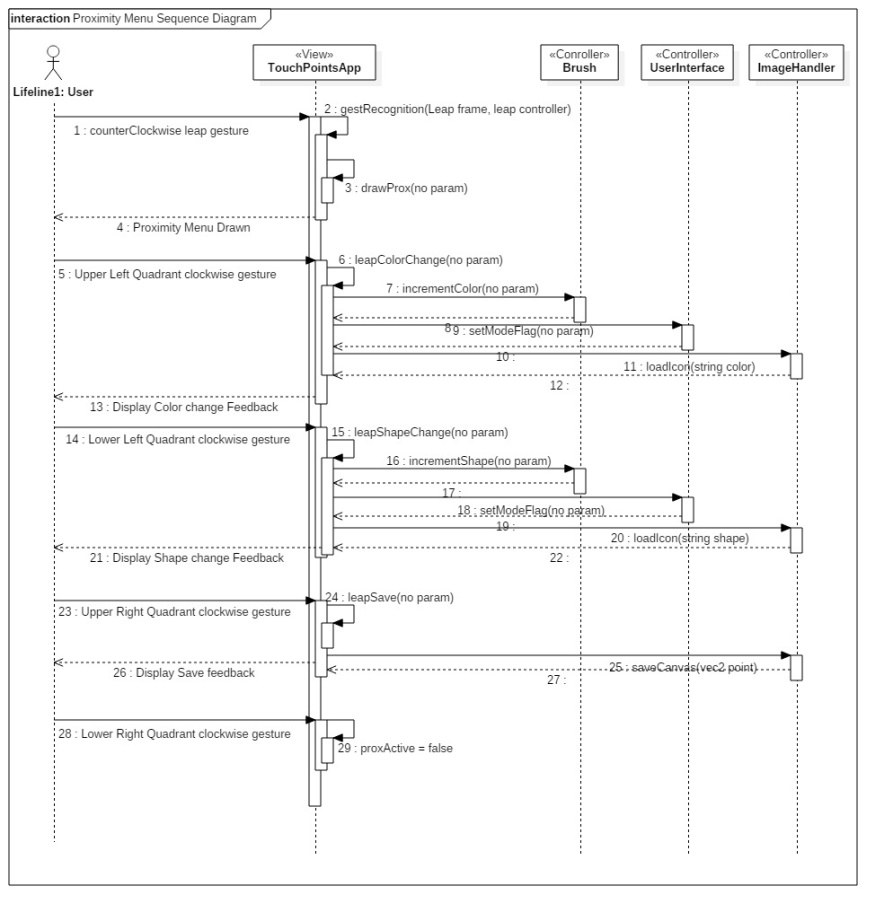 interaction Proximity Menu Sequence Diagram
Lifeline1: User
«View»
TouchPointsApp
«Conroller»
Brush
«Controller»
UserInterface
«Controller»
ImageHandler
1 : counterClockwise leap gesture
2 : gestRecognition(Leap frame, leap controller)
3 : drawProx(no param)
4 : Proximity Menu Drawn
5 : Upper Left Quadrant clockwise gesture
6 : leapColorChange(no param)
7 : incrementColor(no param)
8
9 : setModeFlag(no param)
10 :
11 : loadIcon(string color)
12 :
13 : Display Color change Feedback
14 : Lower Left Quadrant clockwise gesture
15 : leapShapeChange(no param)
16 : incrementShape(no param)
17 :
18 : setModeFlag(no param)
19 :
20 : loadIcon(string shape)
21 : Display Shape change Feedback
22 :
23 : Upper Right Quadrant clockwise gesture
24 : leapSave(no param)
25 : saveCanvas(vec2 point)
26 : Display Save feedback
27 :
28 : Lower Right Quadrant clockwise gesture
29 : proxActive = false